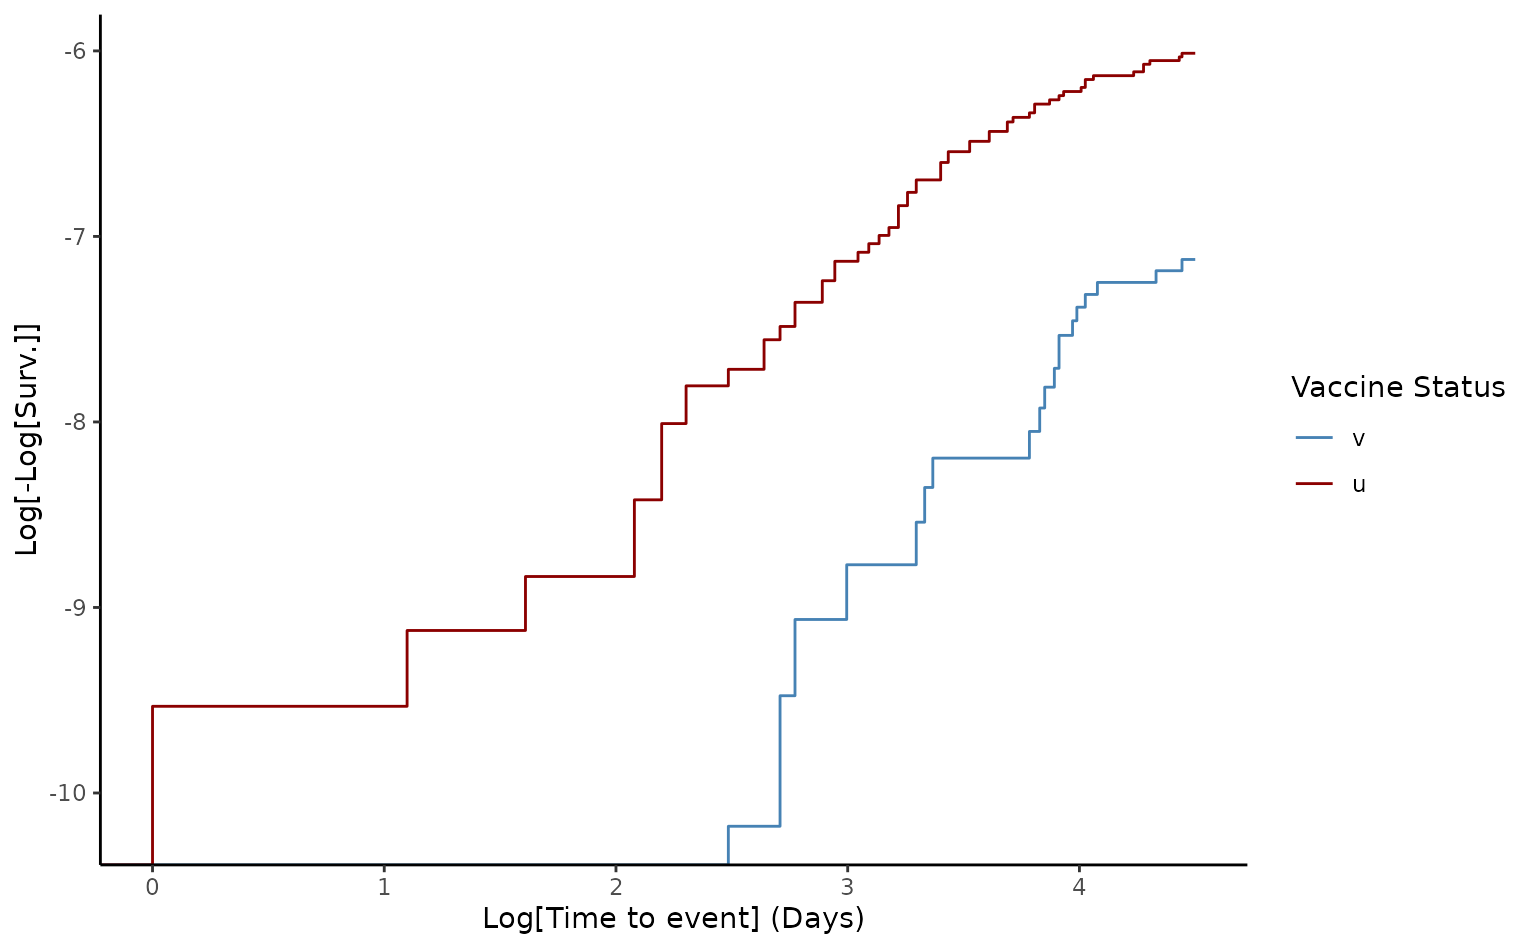 -6
-7
-8
-9
-10
0 1 2 3 4
Log[Time to event] (Days)
Log[-Log[Surv.]]
Vaccine Status
v
u